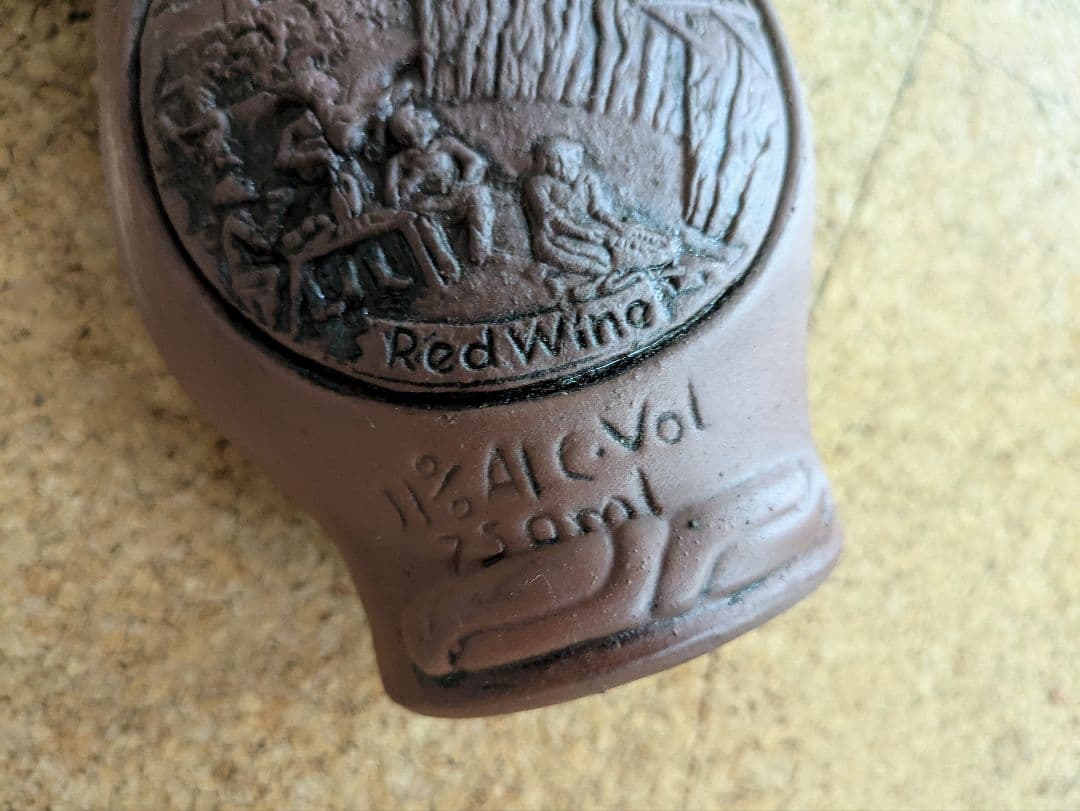 Red Wine
11% Alc.Vol
750ml